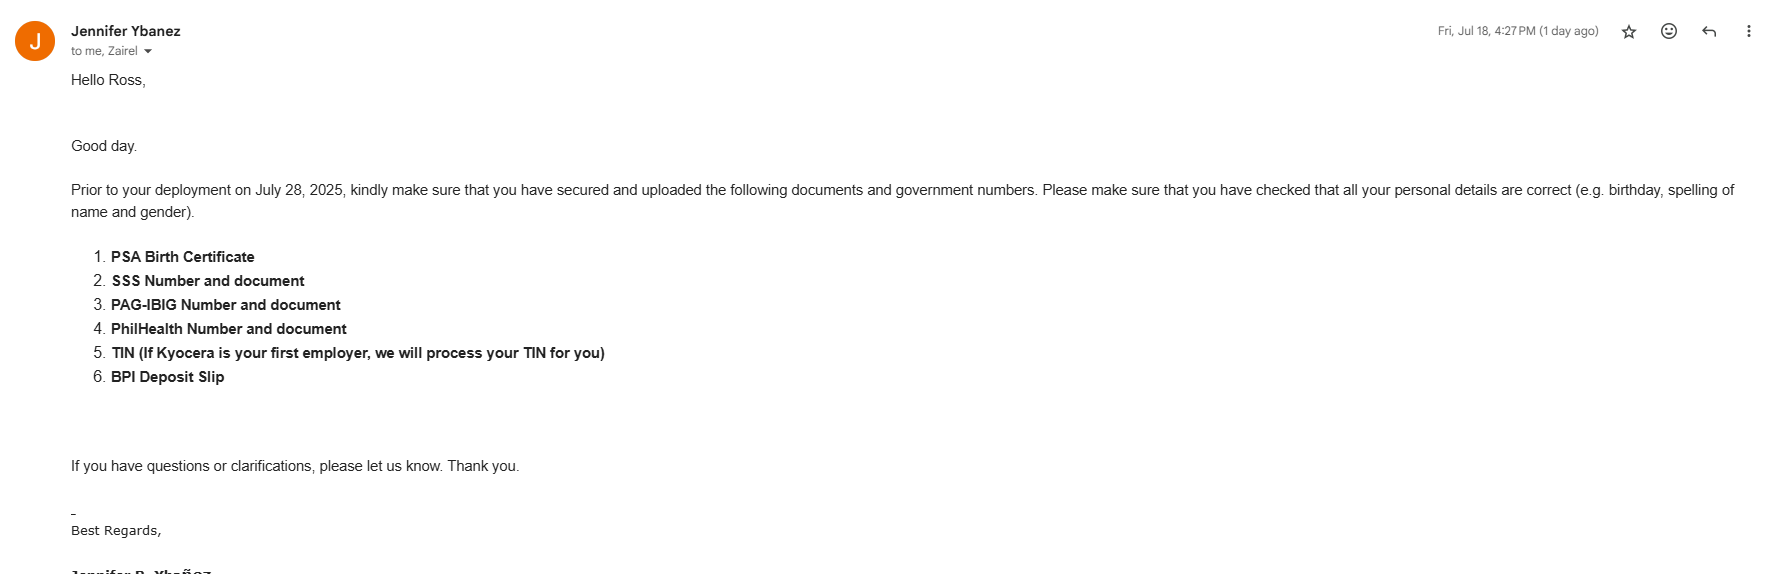 J
Jennifer Ybanez
Fri, Jul 18, 4:27 PM (1 day ago)
to me, Zairel
Hello Ross,
Good day.
Prior to your deployment on July 28, 2025, kindly make sure that you have secured and uploaded the following documents and government numbers. Please make sure that you have checked that all your personal details are correct (e.g. birthday, spelling of
name and gender).
1. PSA Birth Certificate
2. SSS Number and document
3. PAG-IBIG Number and document
4. PhilHealth Number and document
5. TIN (If Kyocera is your first employer, we will process your TIN for you)
6. BPI Deposit Slip
If you have questions or clarifications, please let us know. Thank you.
_
Best Regards,
Jennifer B. Ybañez